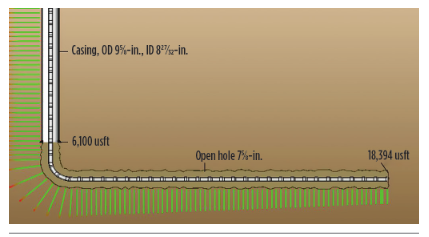 Casing, OD 9⅝-in., ID 8²⁷/₃₂-in.
6,100 usft
Open hole 7⅞-in.
18,394 usft